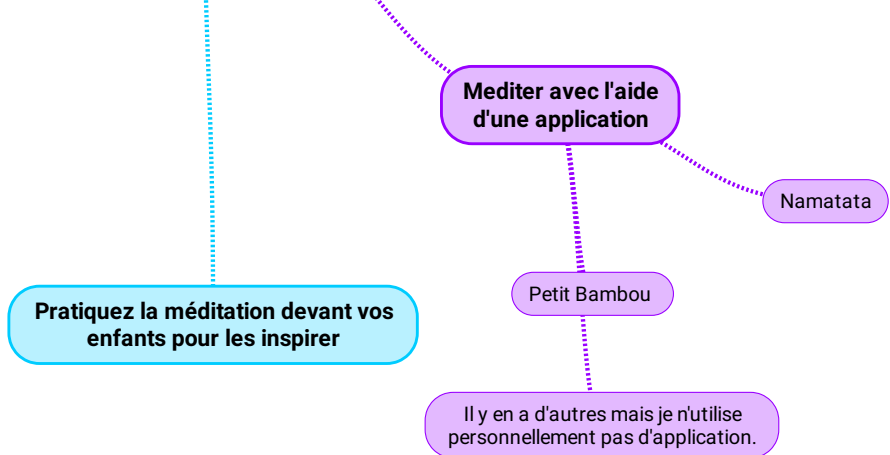 Mediter avec l'aide
d'une application
Namatata
Petit Bambou
Pratiquez la méditation devant vos
enfants pour les inspirer
Il y en a d'autres mais je n'utilise
personnellement pas d'application.